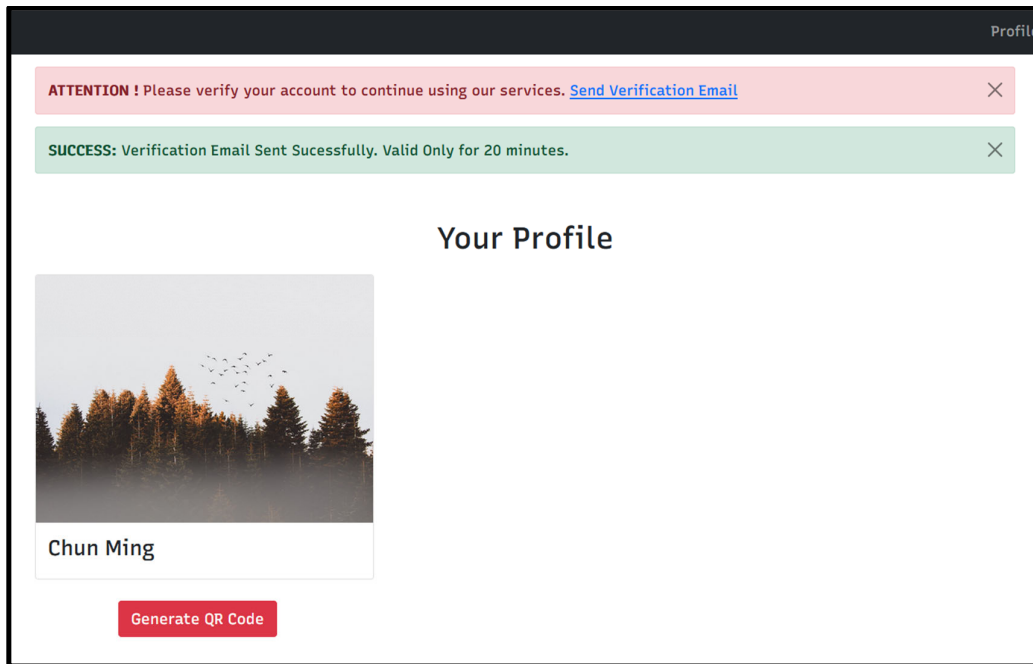 Profile
ATTENTION ! Please verify your account to continue using our services. Send Verification Email
SUCCESS: Verification Email Sent Sucessfully. Valid Only for 20 minutes.
Your Profile
Chun Ming
Generate QR Code